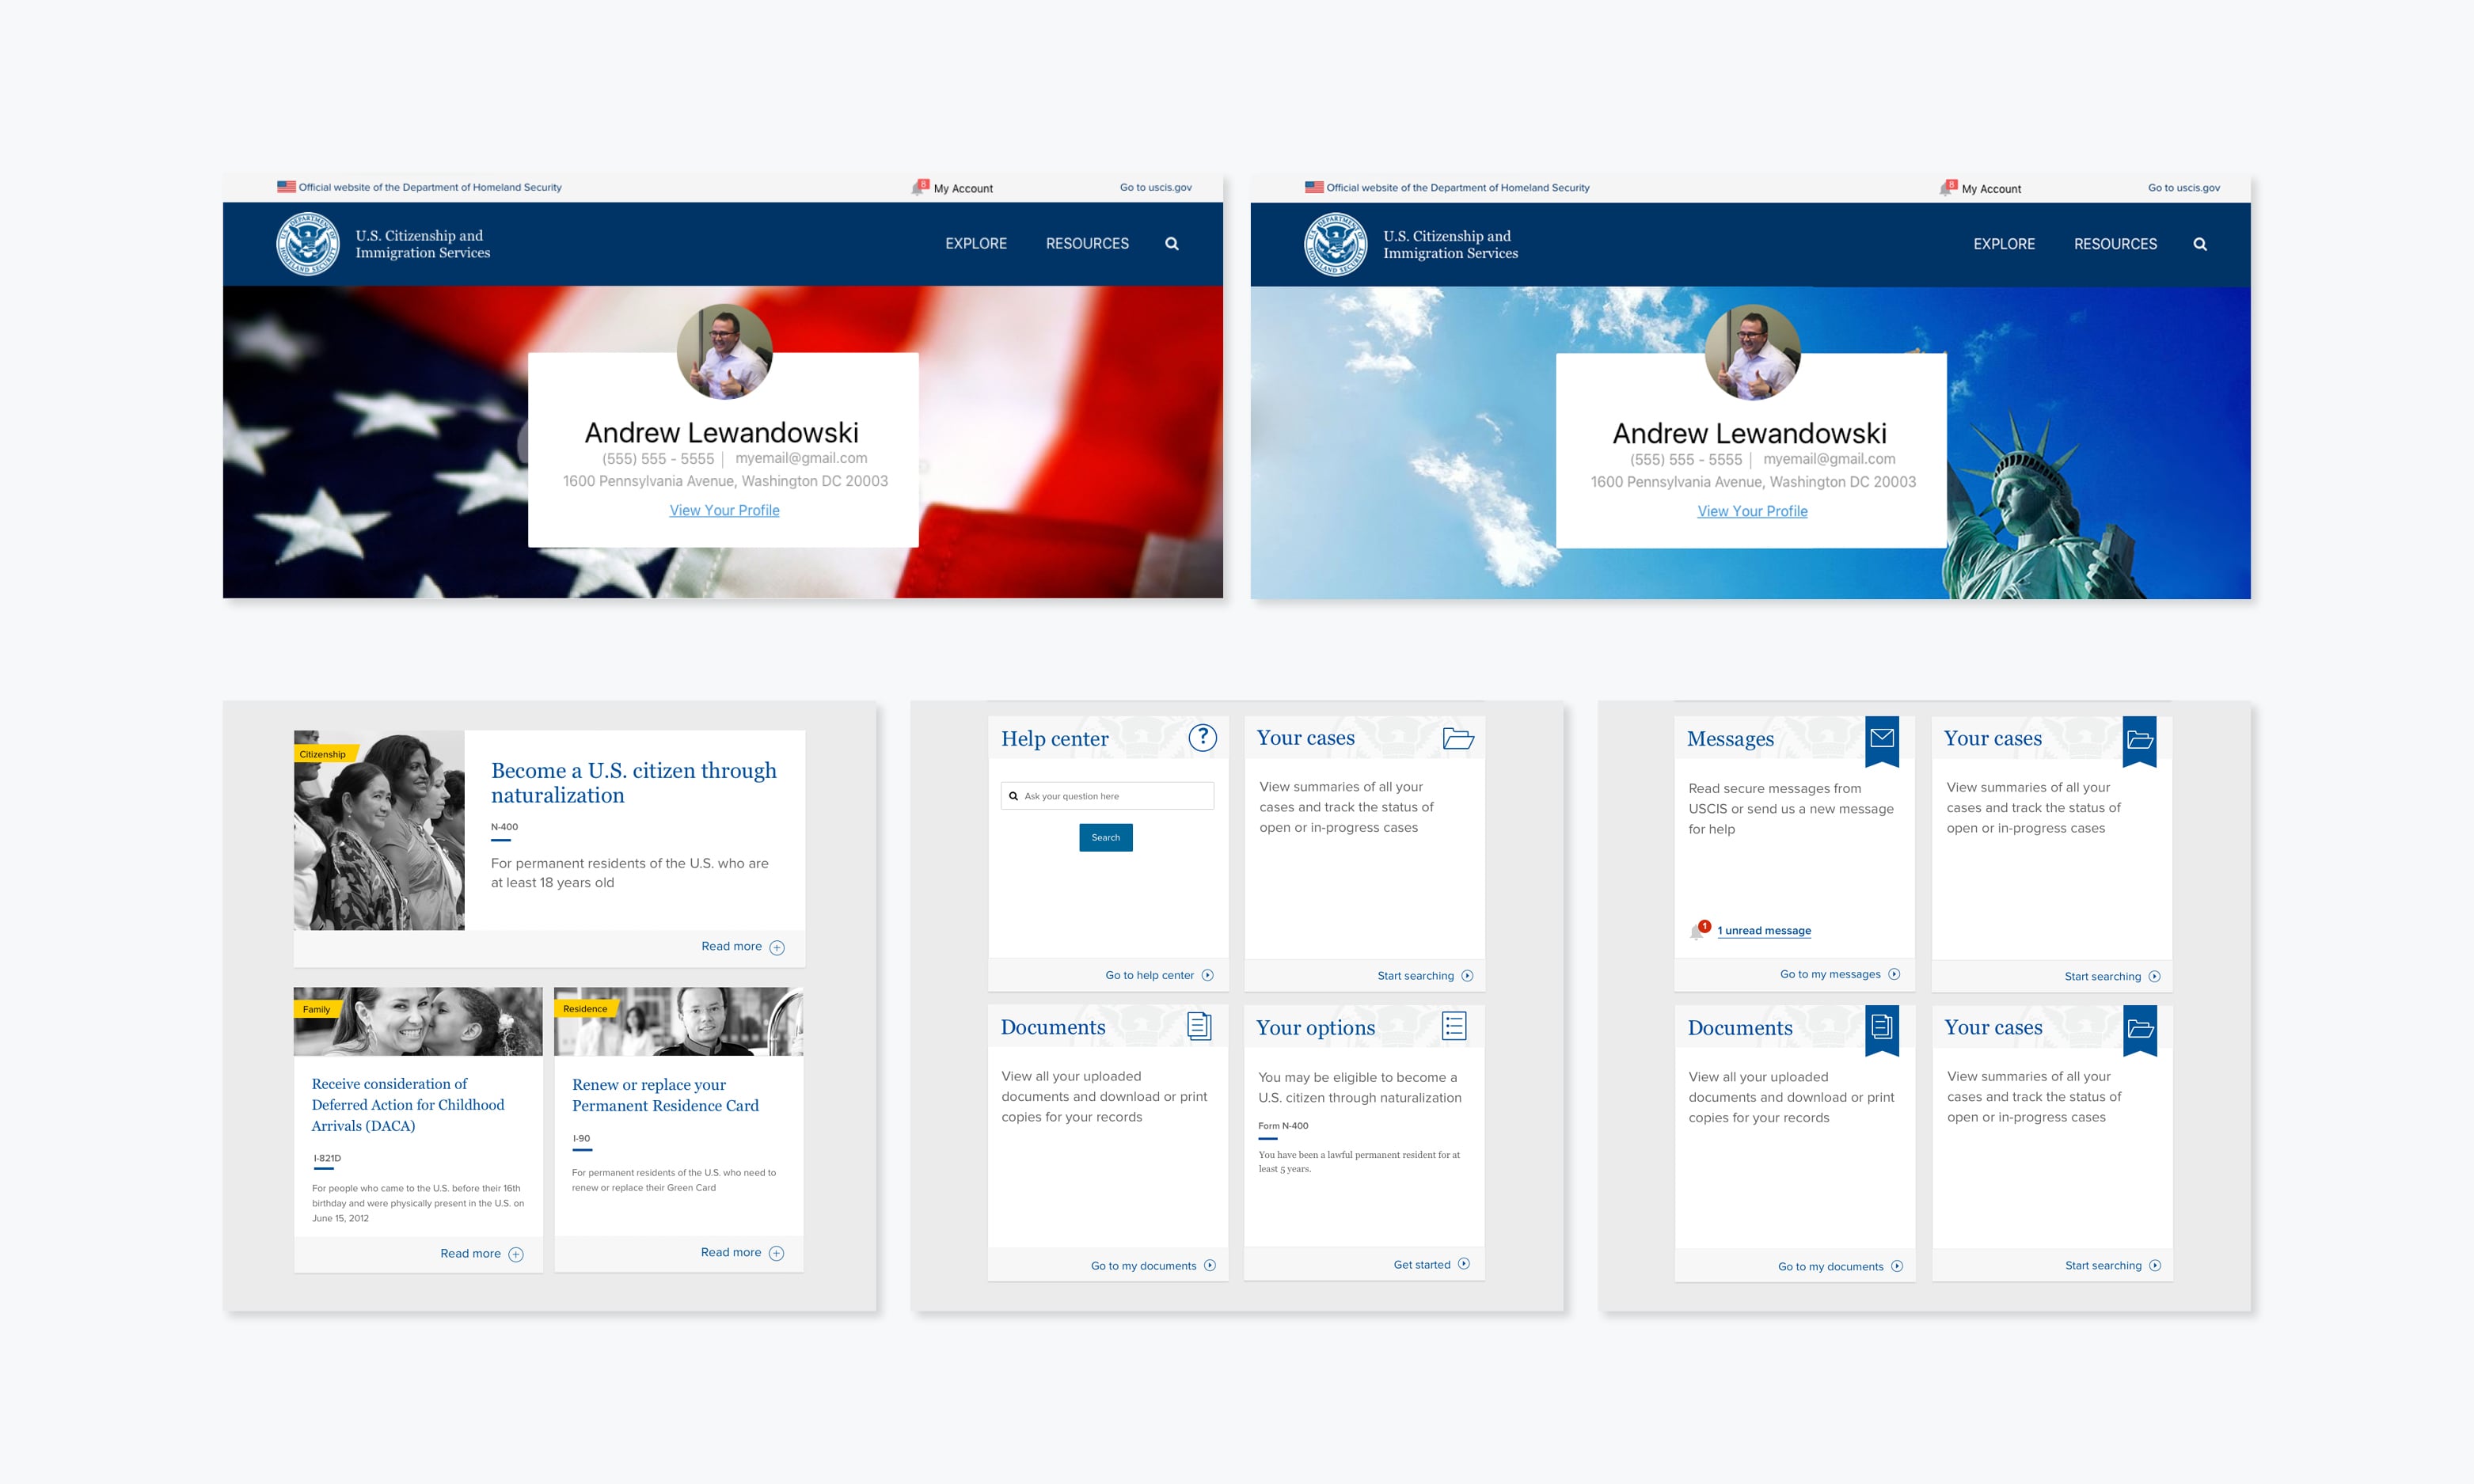 Official website of the Department of Homeland Security
8
My Account
Go to uscis.gov
U.S. Citizenship and
Immigration Services
EXPLORE
RESOURCES
Andrew Lewandowski
(555) 555 - 5555 | myemail@gmail.com
1600 Pennsylvania Avenue, Washington DC 20003
View Your Profile
Official website of the Department of Homeland Security
8
My Account
Go to uscis.gov
U.S. Citizenship and
Immigration Services
EXPLORE
RESOURCES
Andrew Lewandowski
(555) 555 - 5555 | myemail@gmail.com
1600 Pennsylvania Avenue, Washington DC 20003
View Your Profile
Citizenship
Become a U.S. citizen through
naturalization
N-400
For permanent residents of the U.S. who are
at least 18 years old
Read more
Family
Receive consideration of
Deferred Action for Childhood
Arrivals (DACA)
I-821D
For people who came to the U.S. before their 16th
birthday and were physically present in the U.S. on
June 15, 2012
Read more
Residence
Renew or replace your
Permanent Residence Card
I-90
For permanent residents of the U.S. who need to
renew or replace their Green Card
Read more
Help center
?
Ask your question here
Search
Go to help center
Your cases
View summaries of all your
cases and track the status of
open or in-progress cases
Start searching
Documents
View all your uploaded
documents and download or print
copies for your records
Go to my documents
Your options
You may be eligible to become a
U.S. citizen through naturalization
Form N-400
You have been a lawful permanent resident for at
least 5 years.
Get started
Messages
Read secure messages from
USCIS or send us a new message
for help
1
1 unread message
Go to my messages
Your cases
View summaries of all your
cases and track the status of
open or in-progress cases
Start searching
Documents
View all your uploaded
documents and download or print
copies for your records
Go to my documents
Your cases
View summaries of all your
cases and track the status of
open or in-progress cases
Start searching